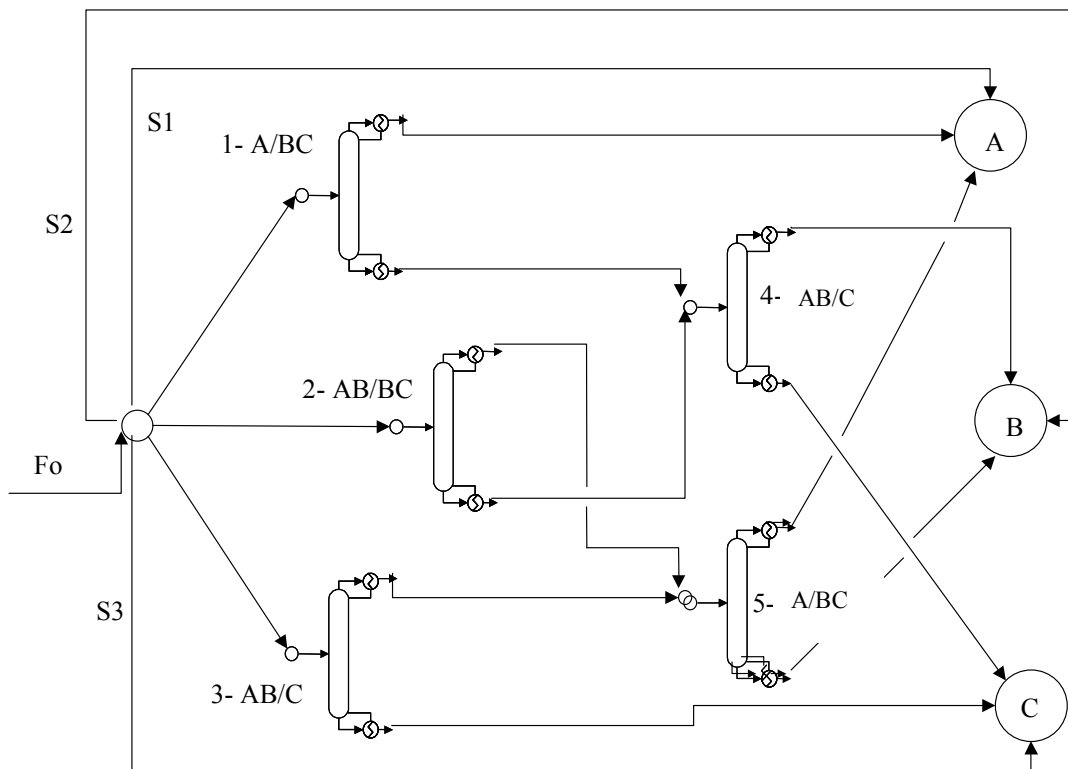 S1
A
1- A/BC
S2
4- AB/C
2- AB/BC
B
Fo
S3
5- A/BC
3- AB/C
C